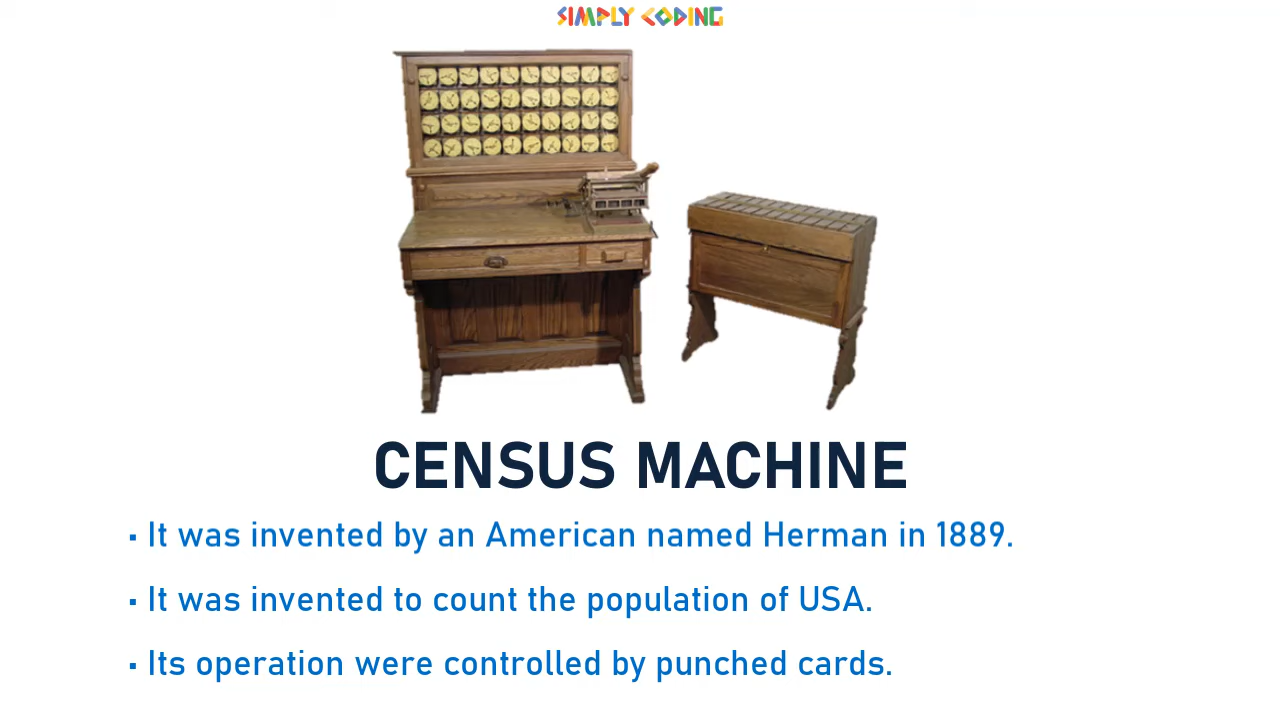 SIMPLY CODING
CENSUS MACHINE
▪ It was invented by an American named Herman in 1889.
▪ It was invented to count the population of USA.
▪ Its operation were controlled by punched cards.